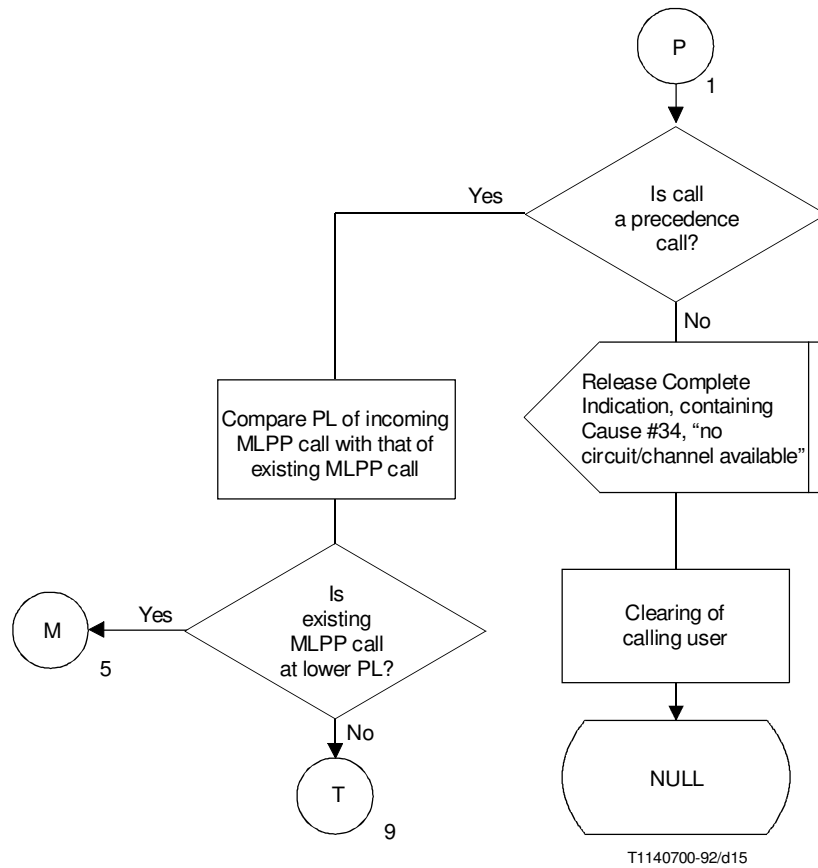 P
1
Is call
a precedence
call?
Yes
No
Compare PL of incoming
MLPP call with that of
existing MLPP call
Release Complete
Indication, containing
Cause #34, “no
circuit/channel available”
Is
existing
MLPP call
at lower PL?
Yes
M
5
No
T
9
Clearing of
calling user
NULL
T1140700-92/d15